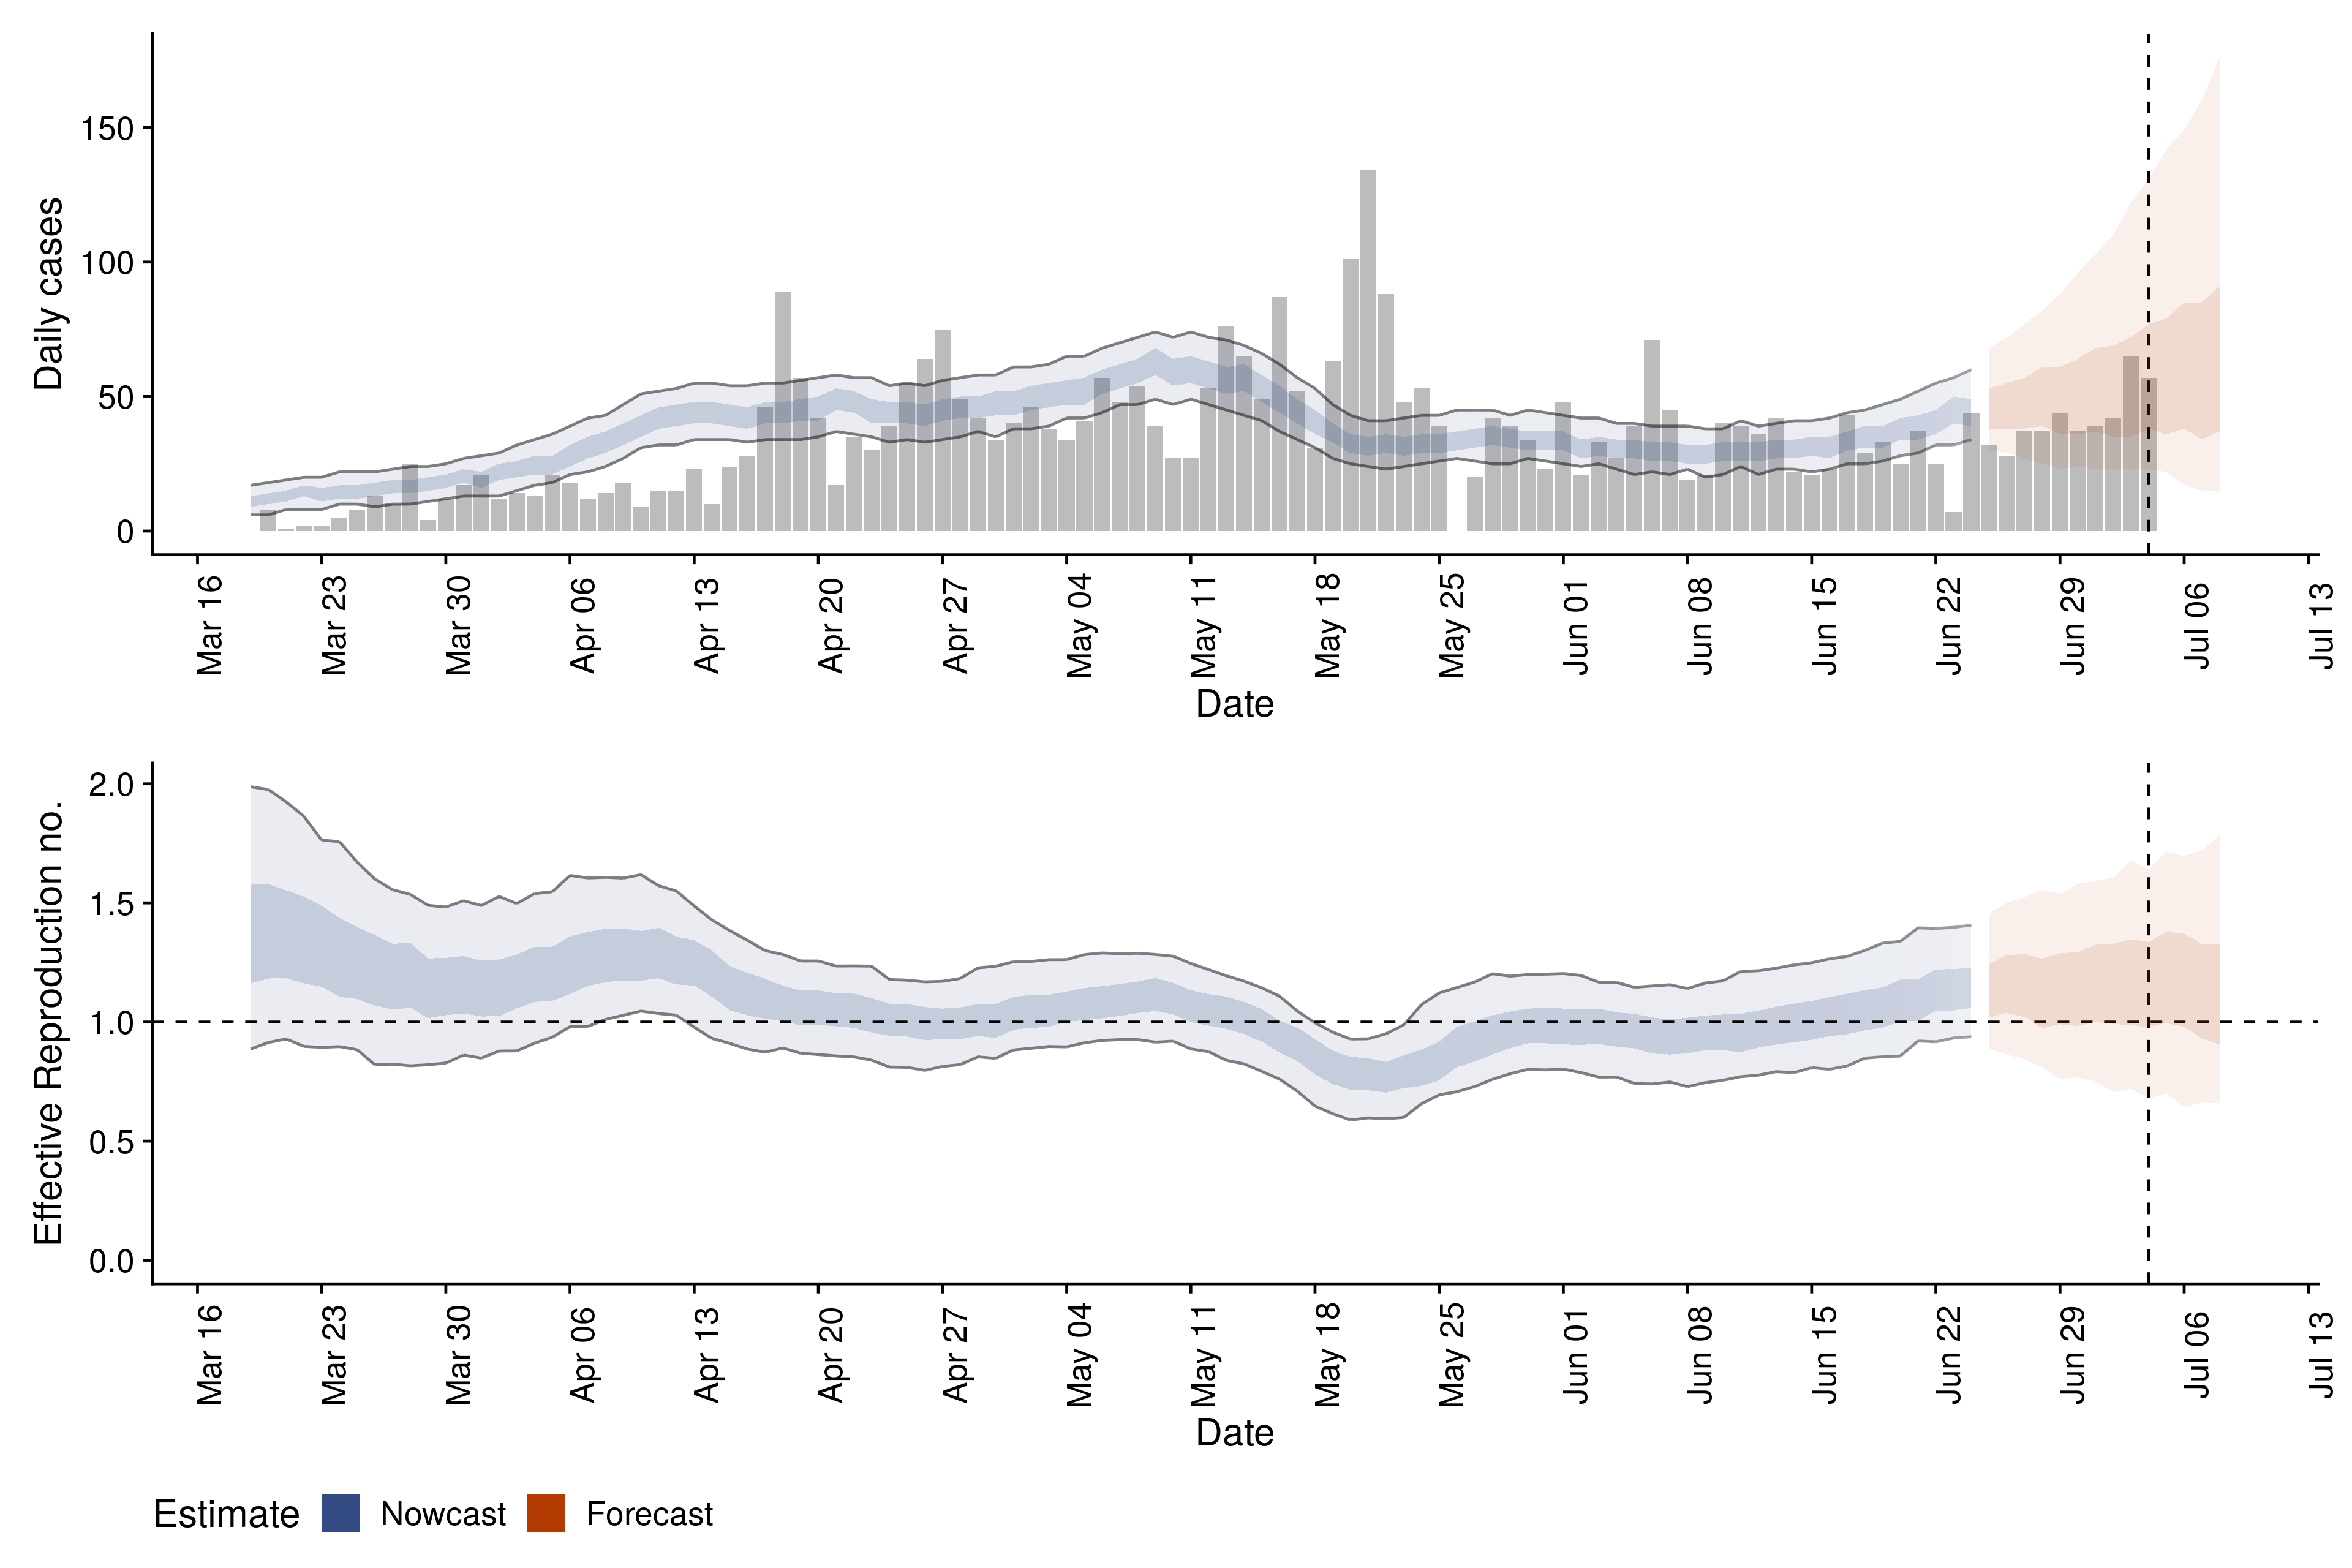 Daily cases
150
100
50
0
Mar 16
Mar 23
Mar 30
Apr 06
Apr 13
Apr 20
Apr 27
May 04
May 11
May 18
May 25
Jun 01
Jun 08
Jun 15
Jun 22
Jun 29
Jul 06
Jul 13
Date
Effective Reproduction no.
2.0
1.5
1.0
0.5
0.0
Mar 16
Mar 23
Mar 30
Apr 06
Apr 13
Apr 20
Apr 27
May 04
May 11
May 18
May 25
Jun 01
Jun 08
Jun 15
Jun 22
Jun 29
Jul 06
Jul 13
Date
Estimate Nowcast Forecast